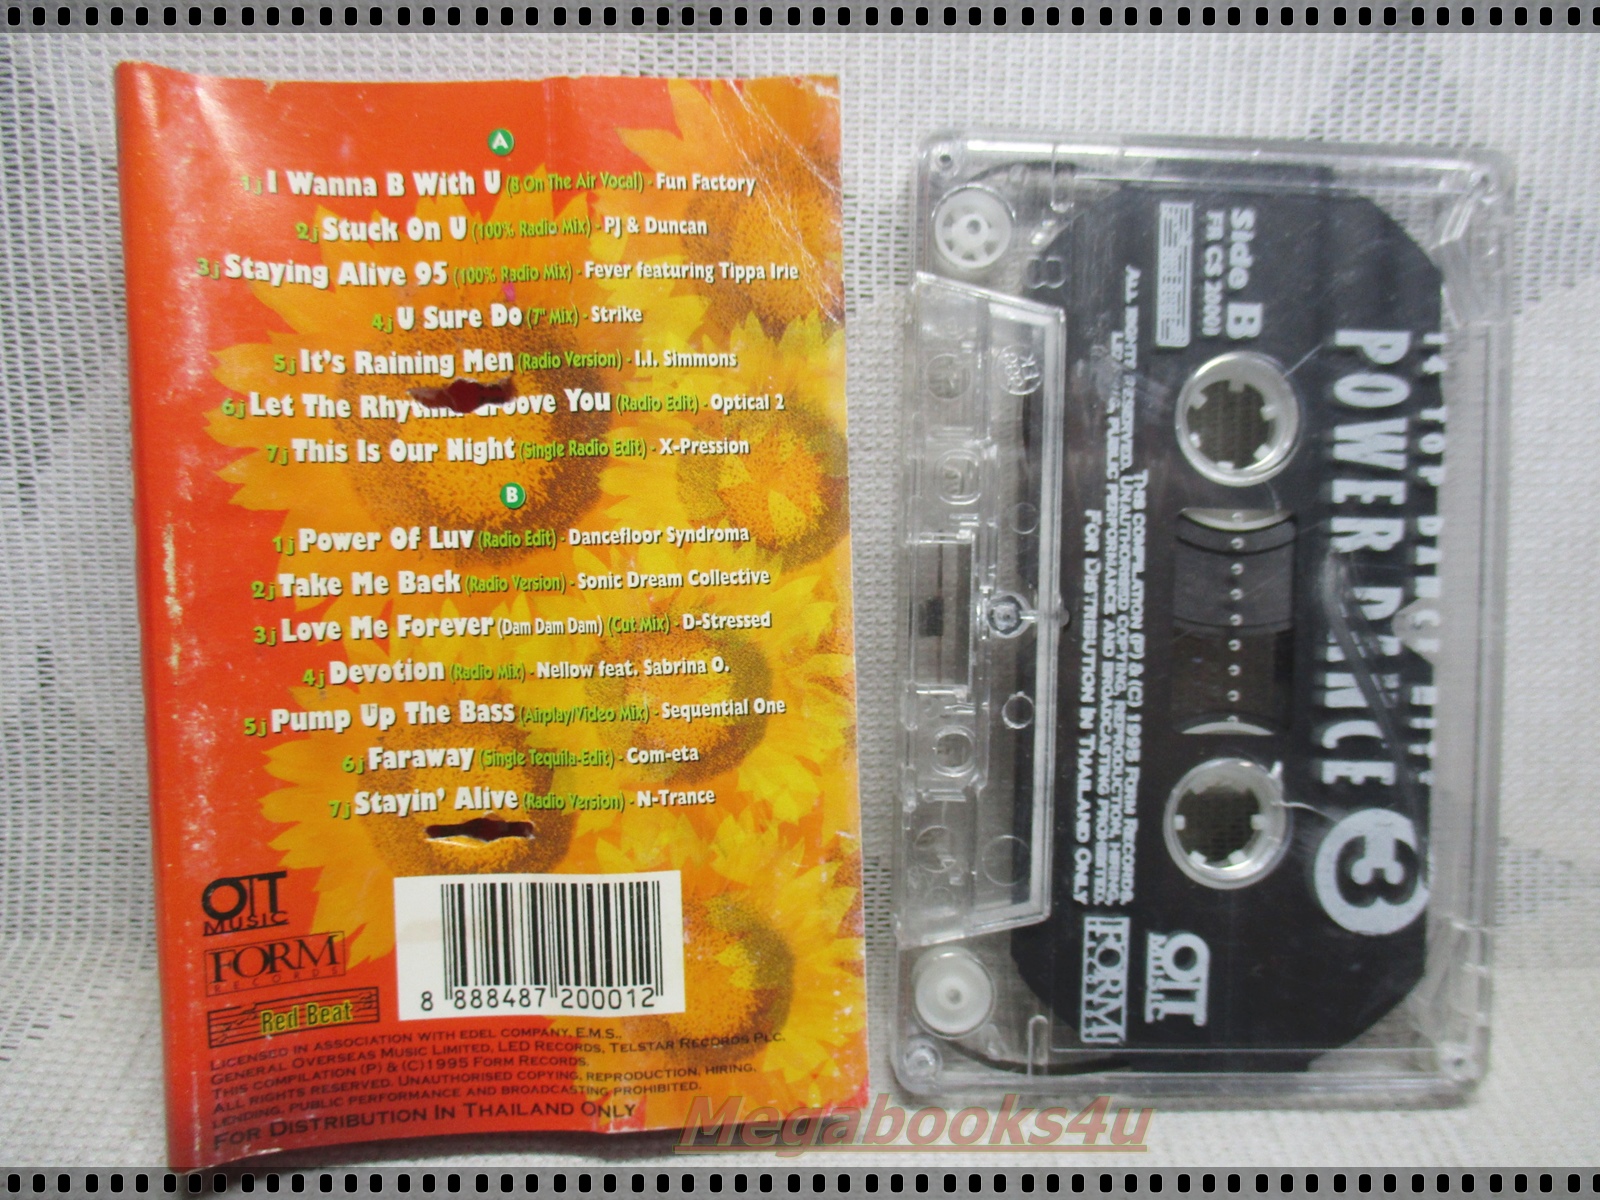 A
1 j I Wanna B With U (B On The Air Vocal) - Fun Factory
2 j Stuck On U (100% Radio Mix) - PJ & Duncan
3 j Staying Alive 95 (100% Radio Mix) - Fever featuring Tippa Irie
4 j U Sure Do (7" Mix) - Strike
5 j It's Raining Men (Radio Version) - I.I. Simmons
6 j Let The Groove You (Radio Edit) - Optical 2
7 j This Is Our Night (Single Radio Edit) - X-Pression
B
1 j Power Of Luv (Radio Edit) - Dancefloor Syndroma
2 j Take Me Back (Radio Version) - Sonic Dream Collective
3 j Love Me Forever (Dam Dam Dam) (Cut Mix) - D-Stressed
4 j Devotion (Radio Mix) - Nellow feat. Sabrina O.
5 j Pump Up The Bass (Airplay/Video Mix) - Sequential One
6 j Faraway (Single Tequila-Edit) - Com-eta
7 j Stayin' Alive (Radio Version) - N-Trance
OTT
MUSIC
FORM
RECORDS
Red Beat
8 888487 200012
LICENSED IN ASSOCIATION WITH EDEL COMPANY, E.M.S.,
GENERAL OVERSEAS MUSIC LIMITED, LED RECORDS, TELSTAR RECORDS PLC.
THIS COMPILATION (P) & (C)1995 FORM RECORDS.
ALL RIGHTS RESERVED. UNAUTHORISED COPYING, REPRODUCTION, HIRING,
LENDING, PUBLIC PERFORMANCE AND BROADCASTING PROHIBITED.
FOR DISTRIBUTION IN THAILAND ONLY
14 TOP DANCE HITS
POWER DANCE 3
Side B
FR CS 20001
THIS COMPILATION (P) & (C) 1995 FORM RECORDS.
ALL RIGHT RESERVED. UNAUTHORISED COPYING, REPRODUCTION, HIRING,
PUBLIC PERFORMANCE AND BROADCASTING PROHIBITED.
FOR DISTRIBUTION IN THAILAND ONLY
OTT
MUSIC
FORM
RECORDS
B
Megabooks4u